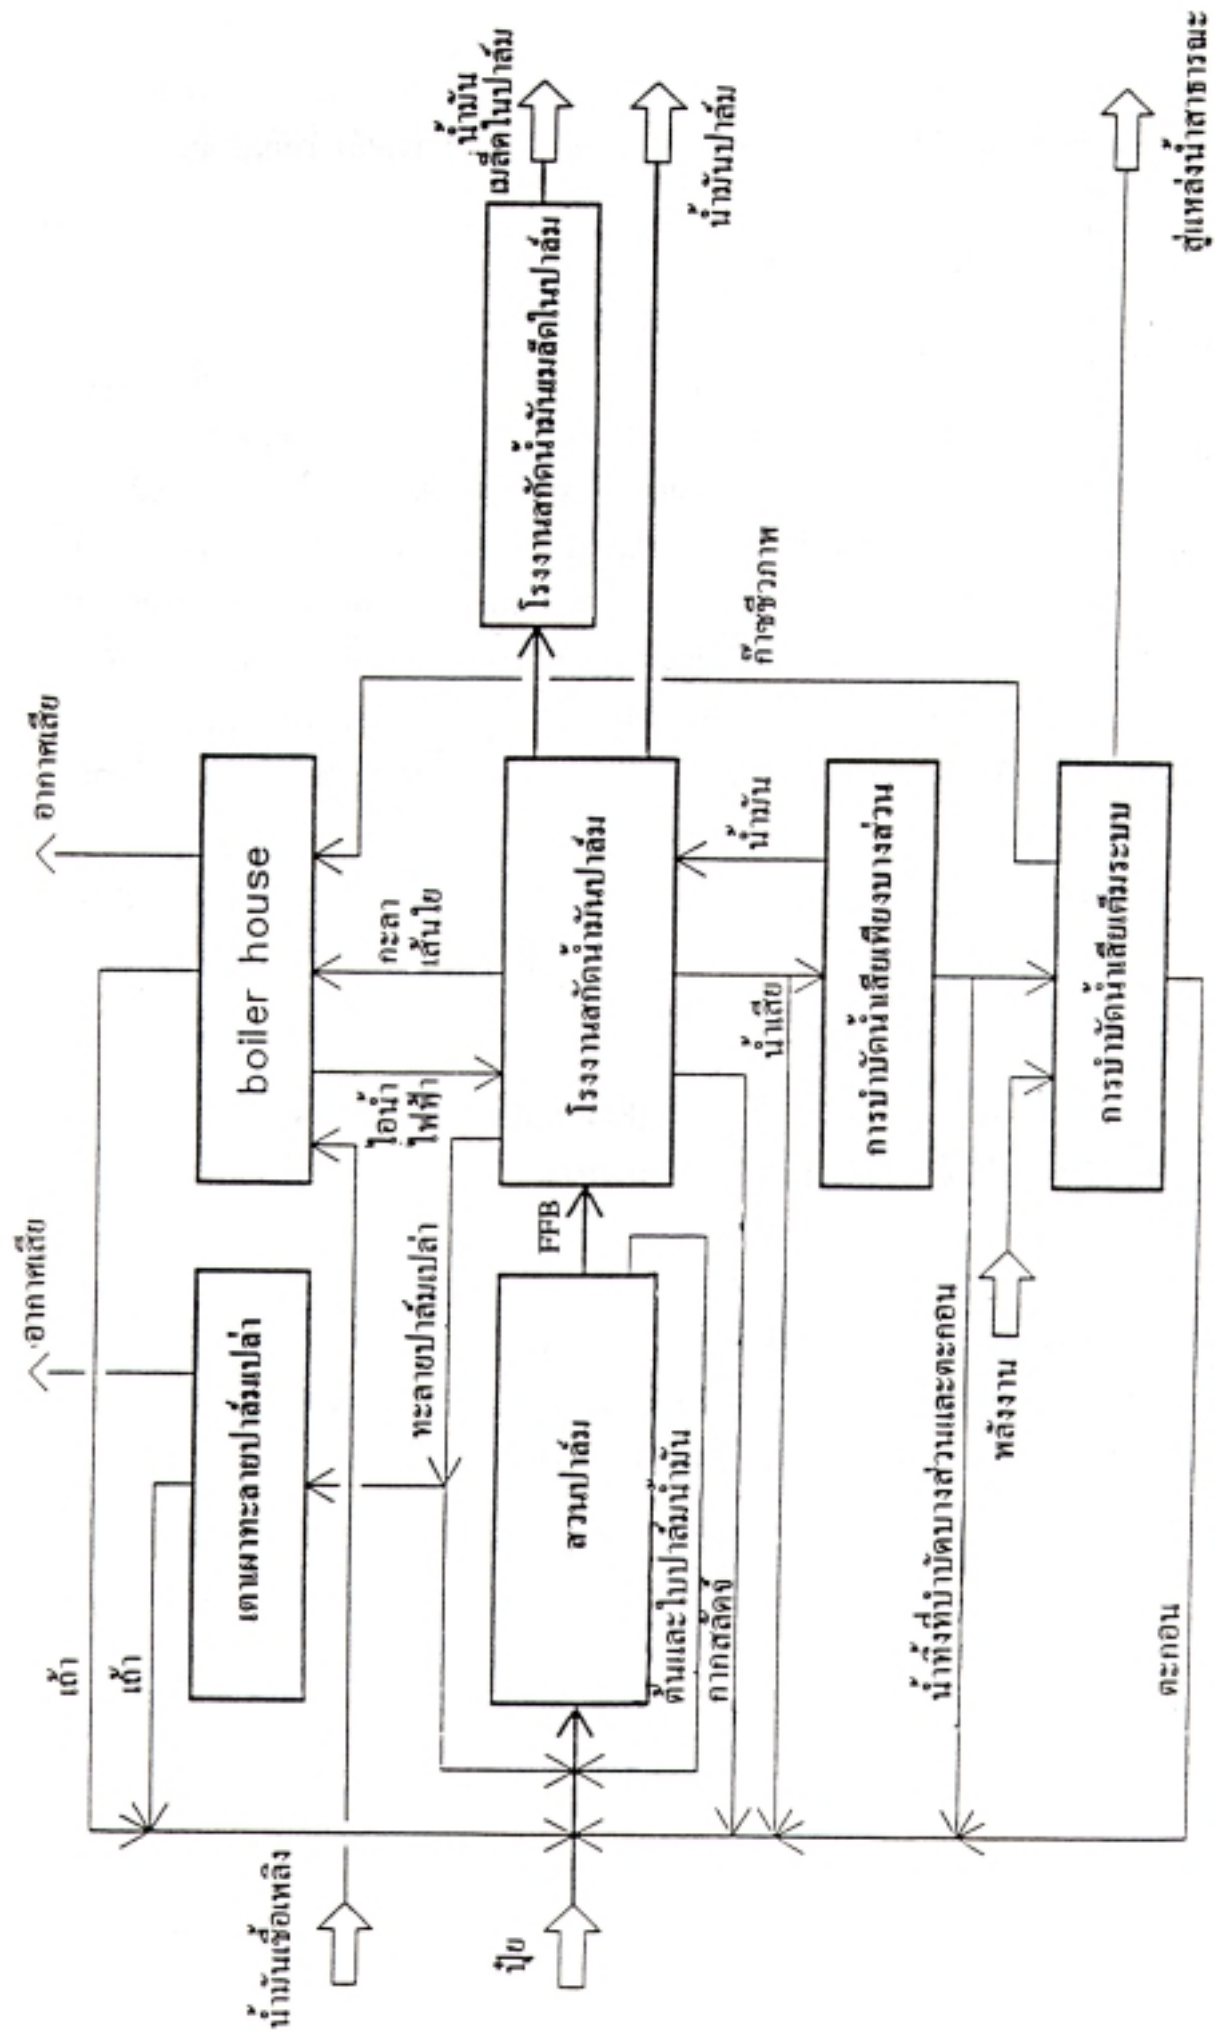 อากาศเสีย
อากาศเสีย
เถ้า
เถ้า
เตาเผาทะลายปาล์มเปล่า
boiler house
น้ำมันเชื้อเพลิง
ทะลายปาล์มเปล่า
ไอน้ำ
ไฟฟ้า
กะลา
เส้นใย
น้ำมัน
เมล็ดในปาล์ม
ปุ๋ย
สวนปาล์ม
FFB
โรงงานสกัดน้ำมันปาล์ม
โรงงานสกัดน้ำมันเมล็ดในปาล์ม
น้ำมันปาล์ม
ต้นและใบปาล์มน้ำมัน
กากสลัดจ์
น้ำเสีย
น้ำมัน
ก๊าซชีวภาพ
การบำบัดน้ำเสียเพียงบางส่วน
น้ำทิ้งที่บำบัดบางส่วนและตะกอน
พลังงาน
การบำบัดน้ำเสียเต็มระบบ
ตะกอน
สู่แหล่งน้ำสาธารณะ